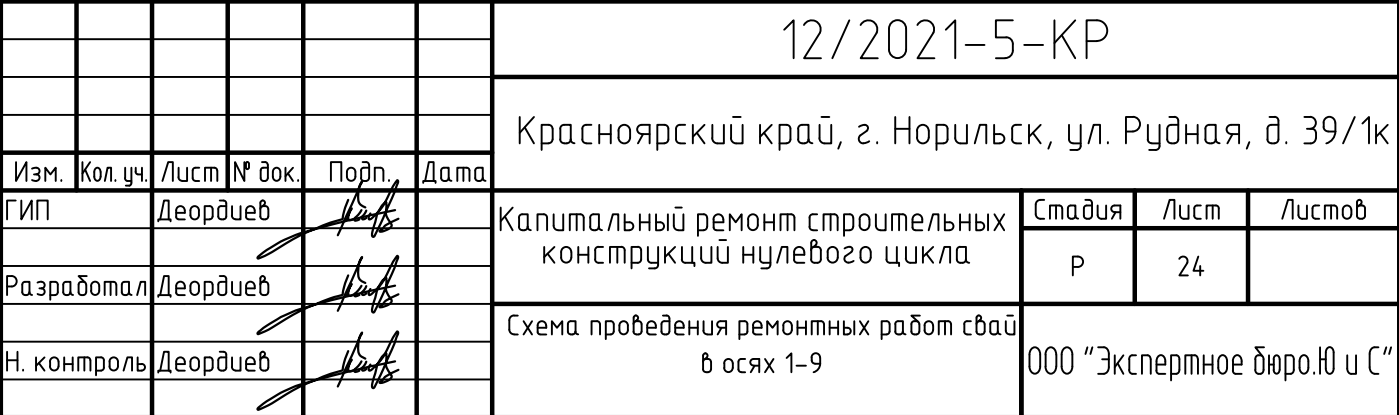 12/2021-5-КР
Красноярский край, г. Норильск, ул. Рудная, д. 39/1к
Изм. Кол. уч. Лист № док. Подп. Дата
ГИП Деордиев
Капитальный ремонт строительных
конструкций нулевого цикла
Стадия Лист Листов
Р 24
Разработал Деордиев
Схема проведения ремонтных работ свай
в осях 1-9
Н. контроль Деордиев
ООО "Экспертное бюро.Ю и С"